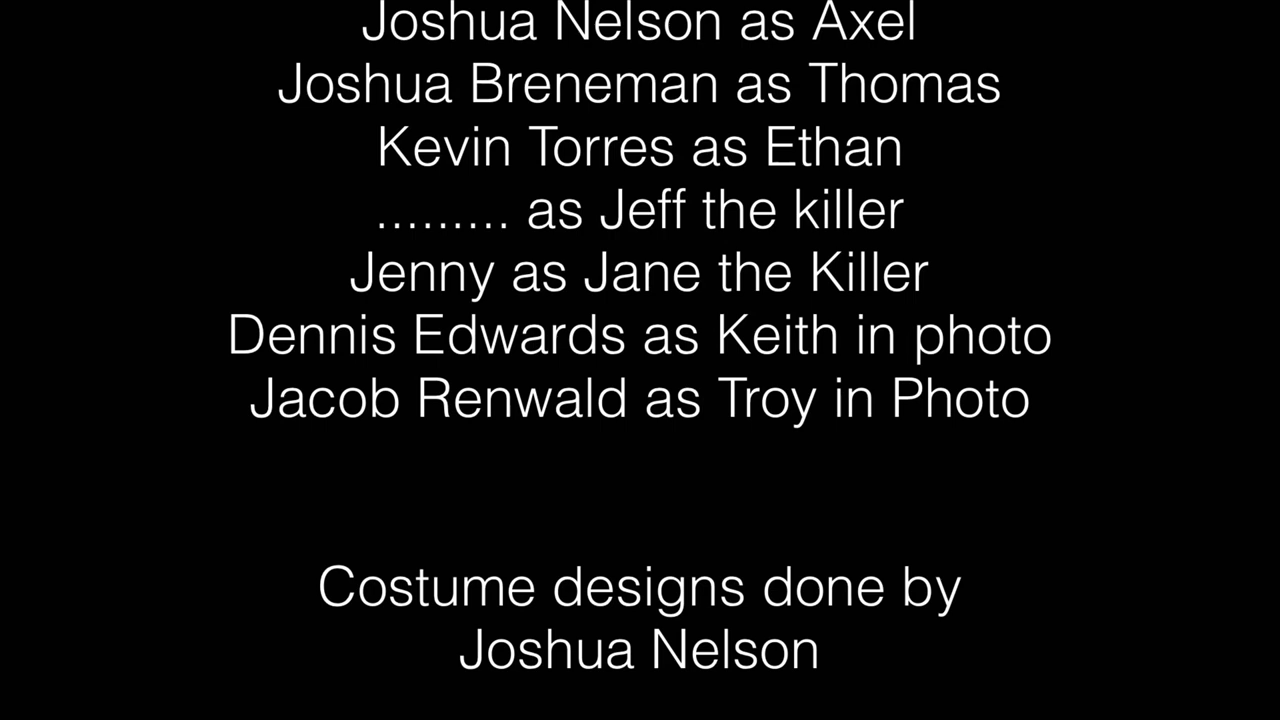 Joshua Nelson as Axel
Joshua Breneman as Thomas
Kevin Torres as Ethan
......... as Jeff the killer
Jenny as Jane the Killer
Dennis Edwards as Keith in photo
Jacob Renwald as Troy in Photo
Costume designs done by
Joshua Nelson